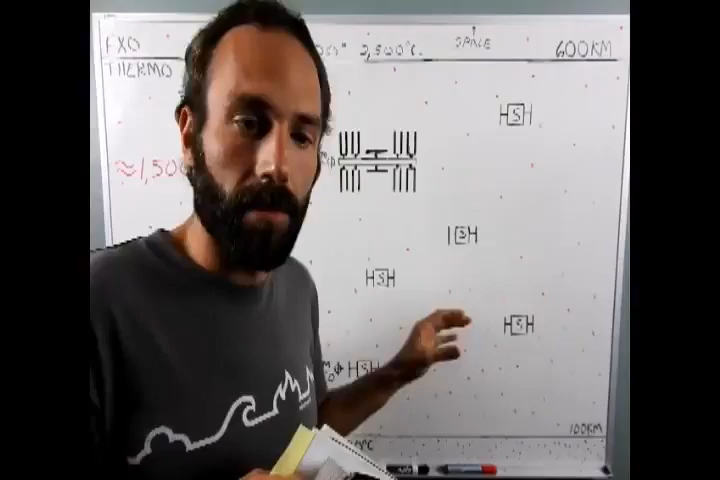 EXO
2,500°C.
SPACE
600KM
THERMO
≈1,500
S
S
S
S
S
100KM